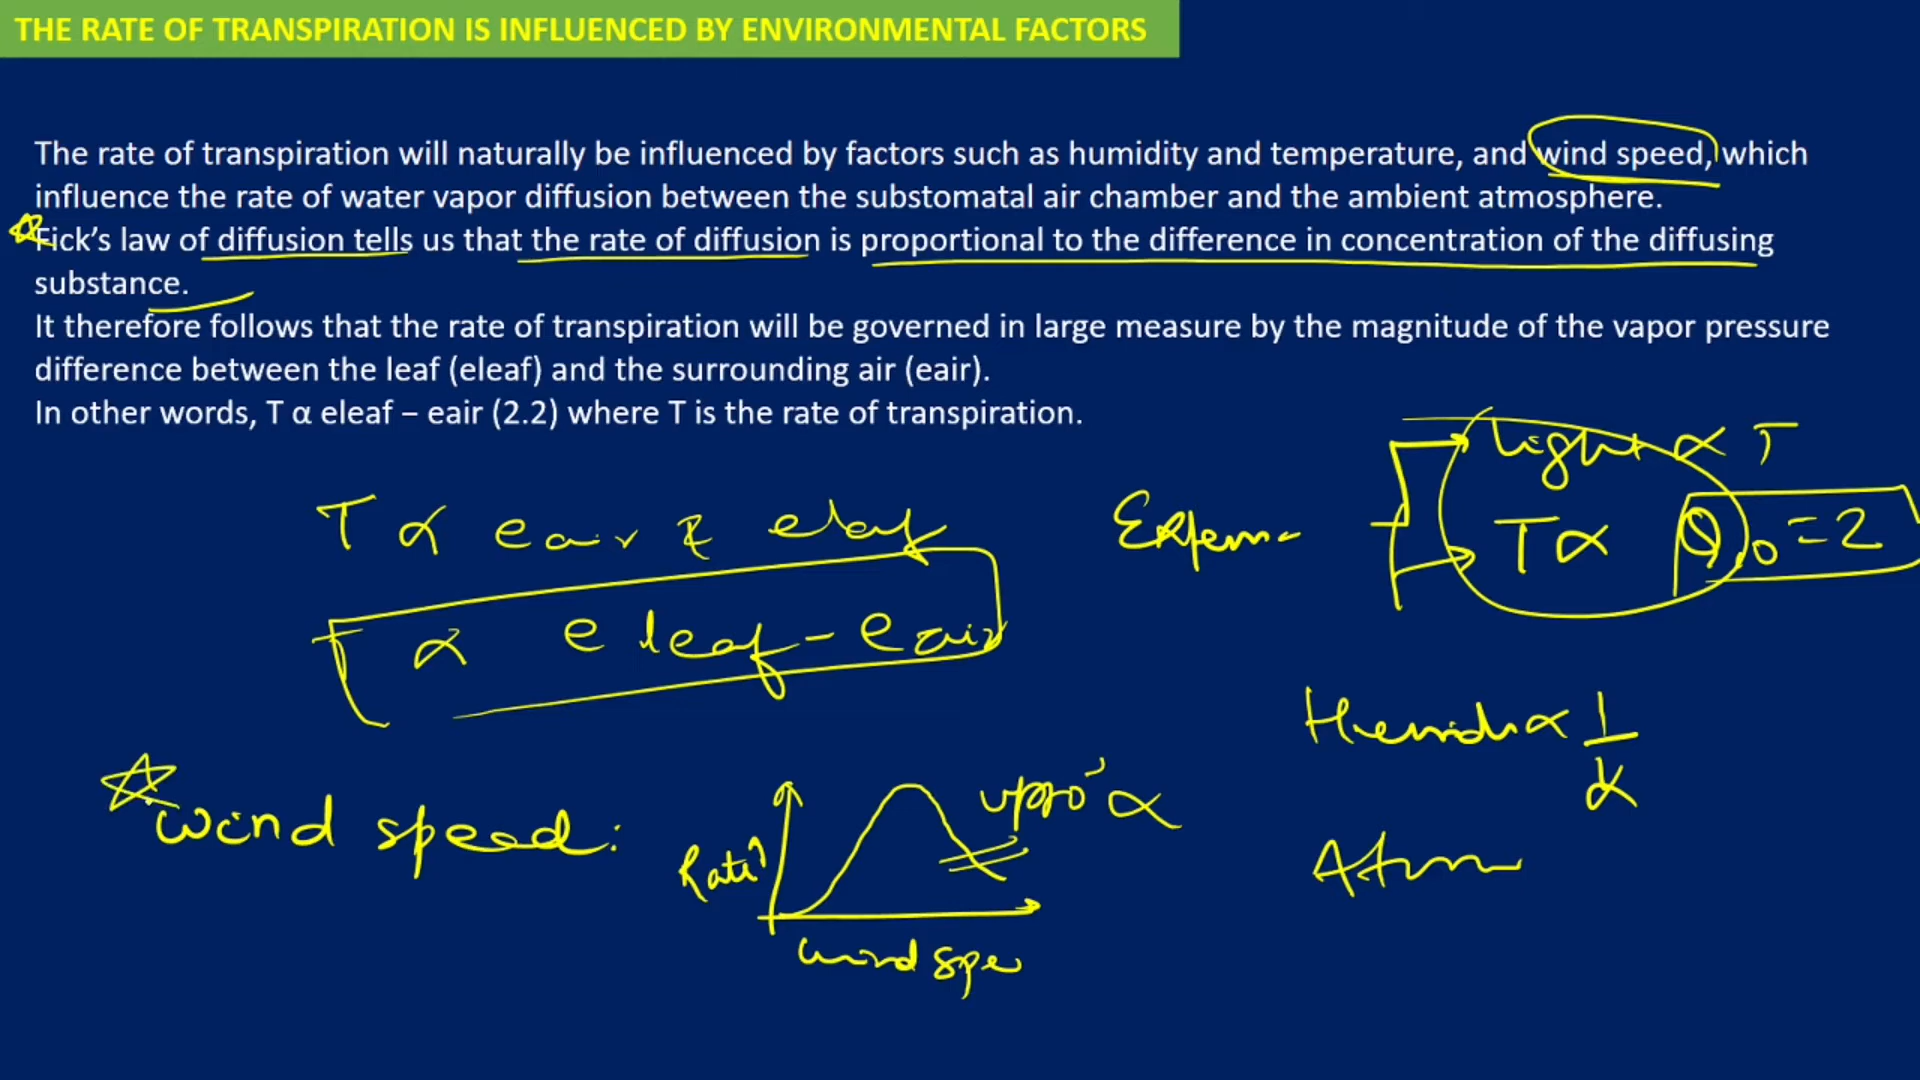 THE RATE OF TRANSPIRATION IS INFLUENCED BY ENVIRONMENTAL FACTORS
The rate of transpiration will naturally be influenced by factors such as humidity and temperature, and wind speed, which
influence the rate of water vapor diffusion between the substomatal air chamber and the ambient atmosphere.
Fick’s law of diffusion tells us that the rate of diffusion is proportional to the difference in concentration of the diffusing
substance.
It therefore follows that the rate of transpiration will be governed in large measure by the magnitude of the vapor pressure
difference between the leaf (eleaf) and the surrounding air (eair).
In other words, T α eleaf – eair (2.2) where T is the rate of transpiration.
light α T
T α eair & eleaf
T α Q10 = 2
T α e leaf - e air
α 1
wind speed:
α
Rate
wind spe